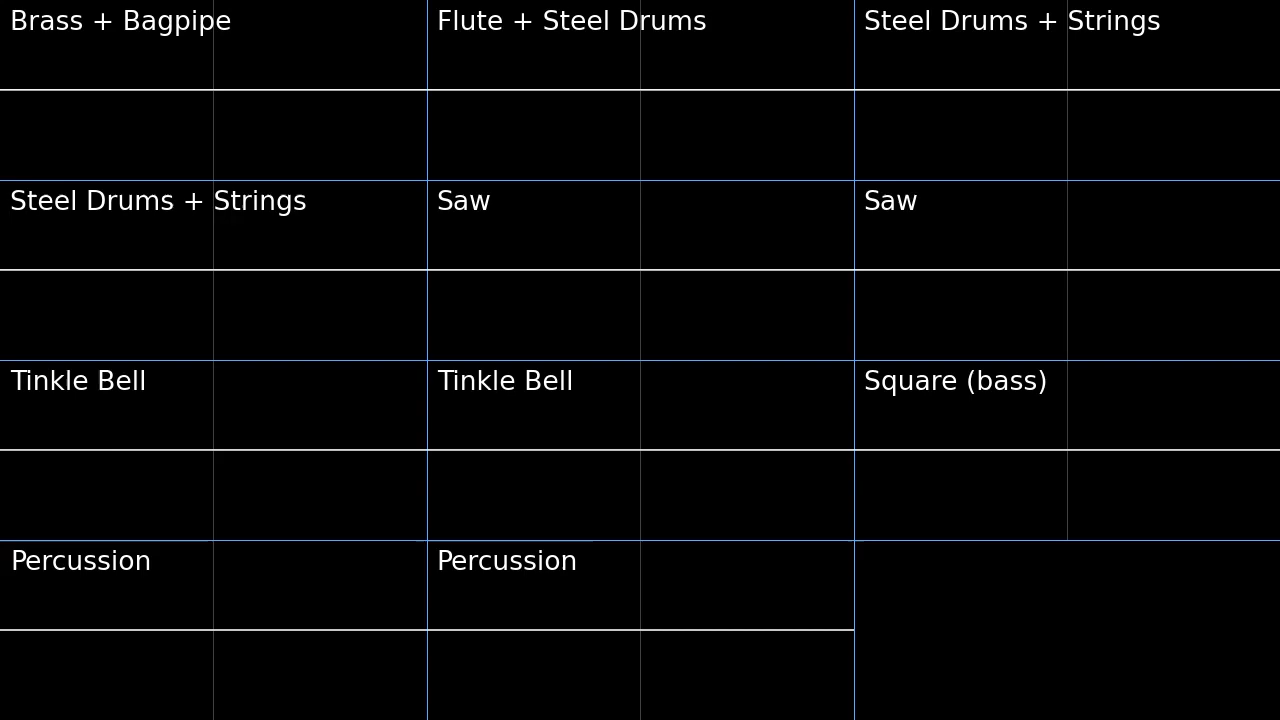 Brass + Bagpipe
Flute + Steel Drums
Steel Drums + Strings
Steel Drums + Strings
Saw
Saw
Tinkle Bell
Tinkle Bell
Square (bass)
Percussion
Percussion